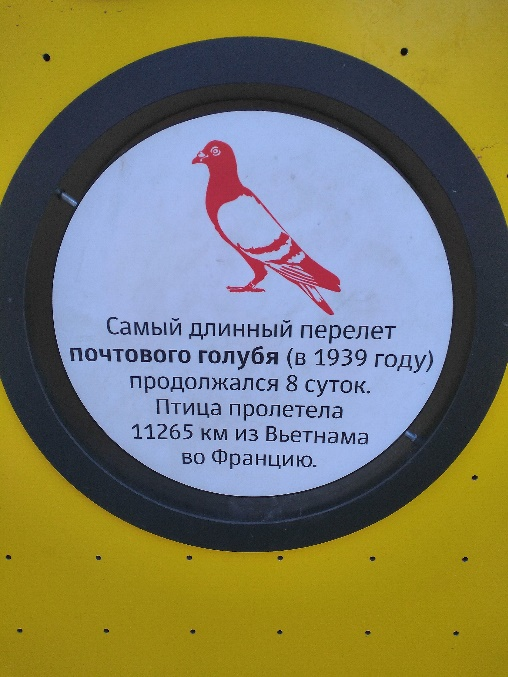 Самый длинный перелет
почтового голубя (в 1939 году)
продолжался 8 суток.
Птица пролетела
11265 км из Вьетнама
во Францию.